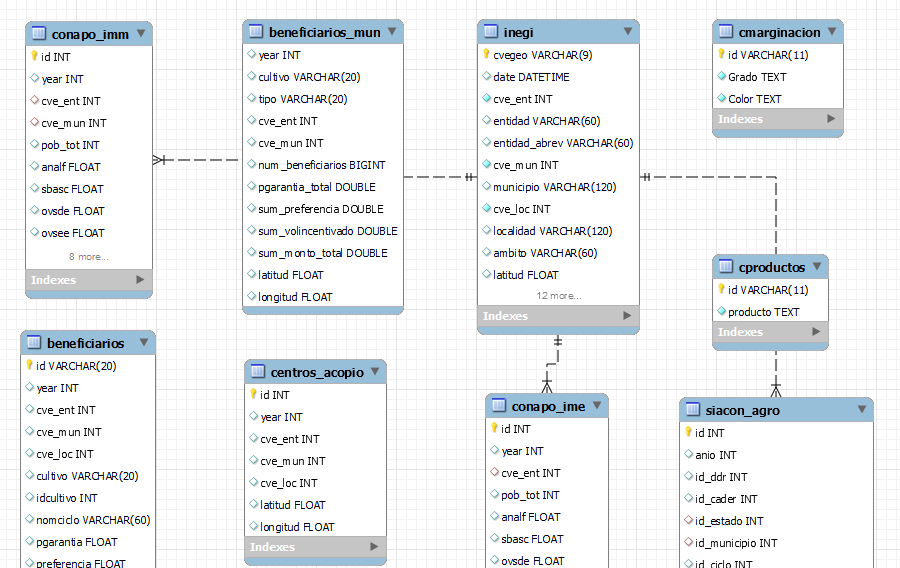 conapo_imm
id INT
year INT
cve_ent INT
cve_mun INT
pob_tot INT
analf FLOAT
sbasc FLOAT
ovsde FLOAT
ovsee FLOAT
8 more...
Indexes
beneficiarios_mun
year INT
cultivo VARCHAR(20)
tipo VARCHAR(20)
cve_ent INT
cve_mun INT
num_beneficiarios BIGINT
pgarantia_total DOUBLE
sum_preferencia DOUBLE
sum_volincentivado DOUBLE
sum_monto_total DOUBLE
latitud FLOAT
longitud FLOAT
inegi
cvegeo VARCHAR(9)
date DATETIME
cve_ent INT
entidad VARCHAR(60)
entidad_abrev VARCHAR(60)
cve_mun INT
municipio VARCHAR(120)
cve_loc INT
localidad VARCHAR(120)
ambito VARCHAR(60)
latitud FLOAT
12 more...
Indexes
cmarginacion
id VARCHAR(11)
Grado TEXT
Color TEXT
Indexes
cproductos
id VARCHAR(11)
producto TEXT
Indexes
beneficiarios
id VARCHAR(20)
year INT
cve_ent INT
cve_mun INT
cve_loc INT
cultivo VARCHAR(20)
idcultivo INT
nomciclo VARCHAR(60)
pgarantia FLOAT
preferencia FLOAT
centros_acopio
id INT
year INT
cve_ent INT
cve_mun INT
cve_loc INT
latitud FLOAT
longitud FLOAT
Indexes
conapo_ime
id INT
year INT
cve_ent INT
pob_tot INT
analf FLOAT
sbasc FLOAT
ovsde FLOAT
siacon_agro
id INT
anio INT
id_ddr INT
id_cader INT
id_estado INT
id_municipio INT
id_ciclo INT